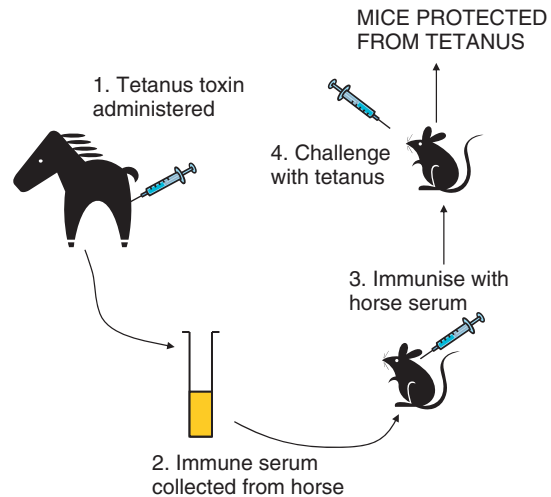 1. Tetanus toxin
administered
2. Immune serum
collected from horse
3. Immunise with
horse serum
4. Challenge
with tetanus
MICE PROTECTED
FROM TETANUS